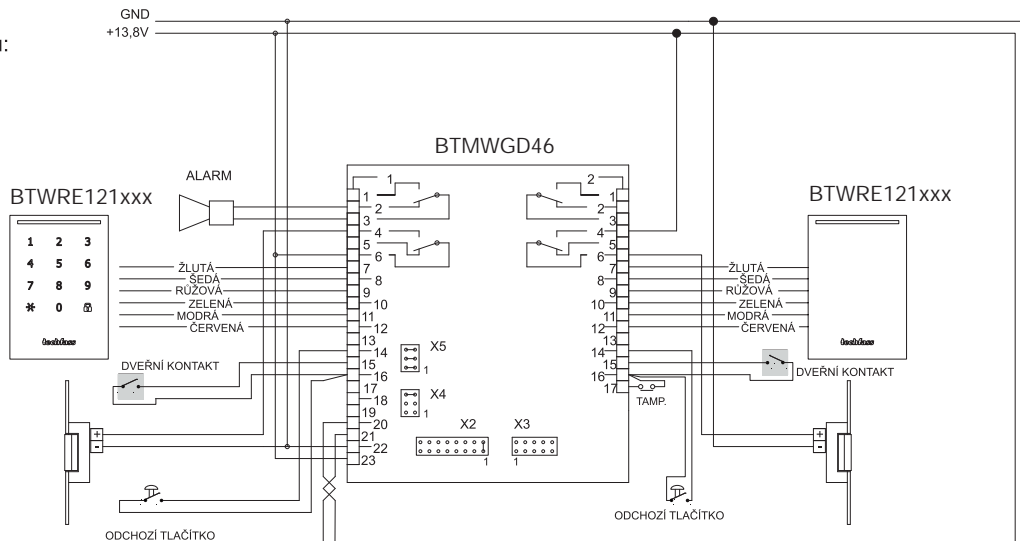 GND
+13,8V
u:
BTMWGD46
ALARM
BTWRE121xxx
BTWRE121xxx
1 2
1 2 3
4 5 6
7 8 9
* 0
techfass
techfass
1
2
3
4
5
6
7
8
9
10
11
12
13
14
15
16
17
18
19
20
21
22
23
1
2
3
4
5
6
7
8
9
10
11
12
13
14
15
16
17
ŽLUTÁ
ŠEDÁ
RŮŽOVÁ
ZELENÁ
MODRÁ
ČERVENÁ
ŽLUTÁ
ŠEDÁ
RŮŽOVÁ
ZELENÁ
MODRÁ
ČERVENÁ
DVEŘNÍ KONTAKT
DVEŘNÍ KONTAKT
X5
1
X4
1
X2
1
X3
1
TAMP.
+
-
+
-
ODCHOZÍ TLAČÍTKO
ODCHOZÍ TLAČÍTKO